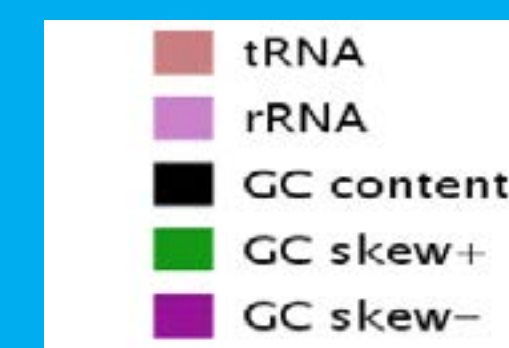 tRNA
rRNA
GC content
GC skew+
GC skew−